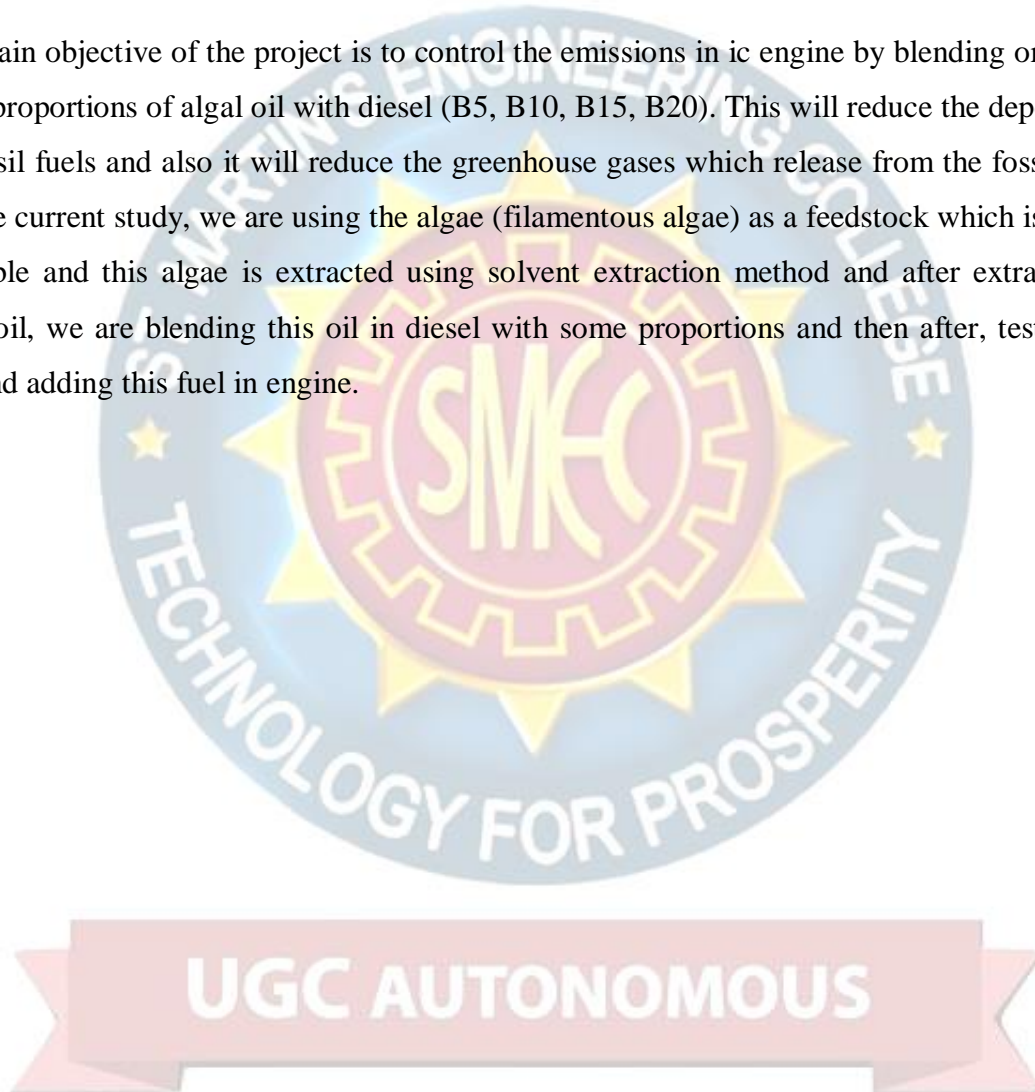 ain objective of the project is to control the emissions in ic engine by blending or
proportions of algal oil with diesel (B5, B10, B15, B20). This will reduce the dep
sil fuels and also it will reduce the greenhouse gases which release from the foss
e current study, we are using the algae (filamentous algae) as a feedstock which is
ble and this algae is extracted using solvent extraction method and after extra
oil, we are blending this oil in diesel with some proportions and then after, tes
nd adding this fuel in engine.
ST. MARTIN'S ENGINEERING COLLEGE
SMEC
TECHNOLOGY FOR PROSPERITY
UGC AUTONOMOUS